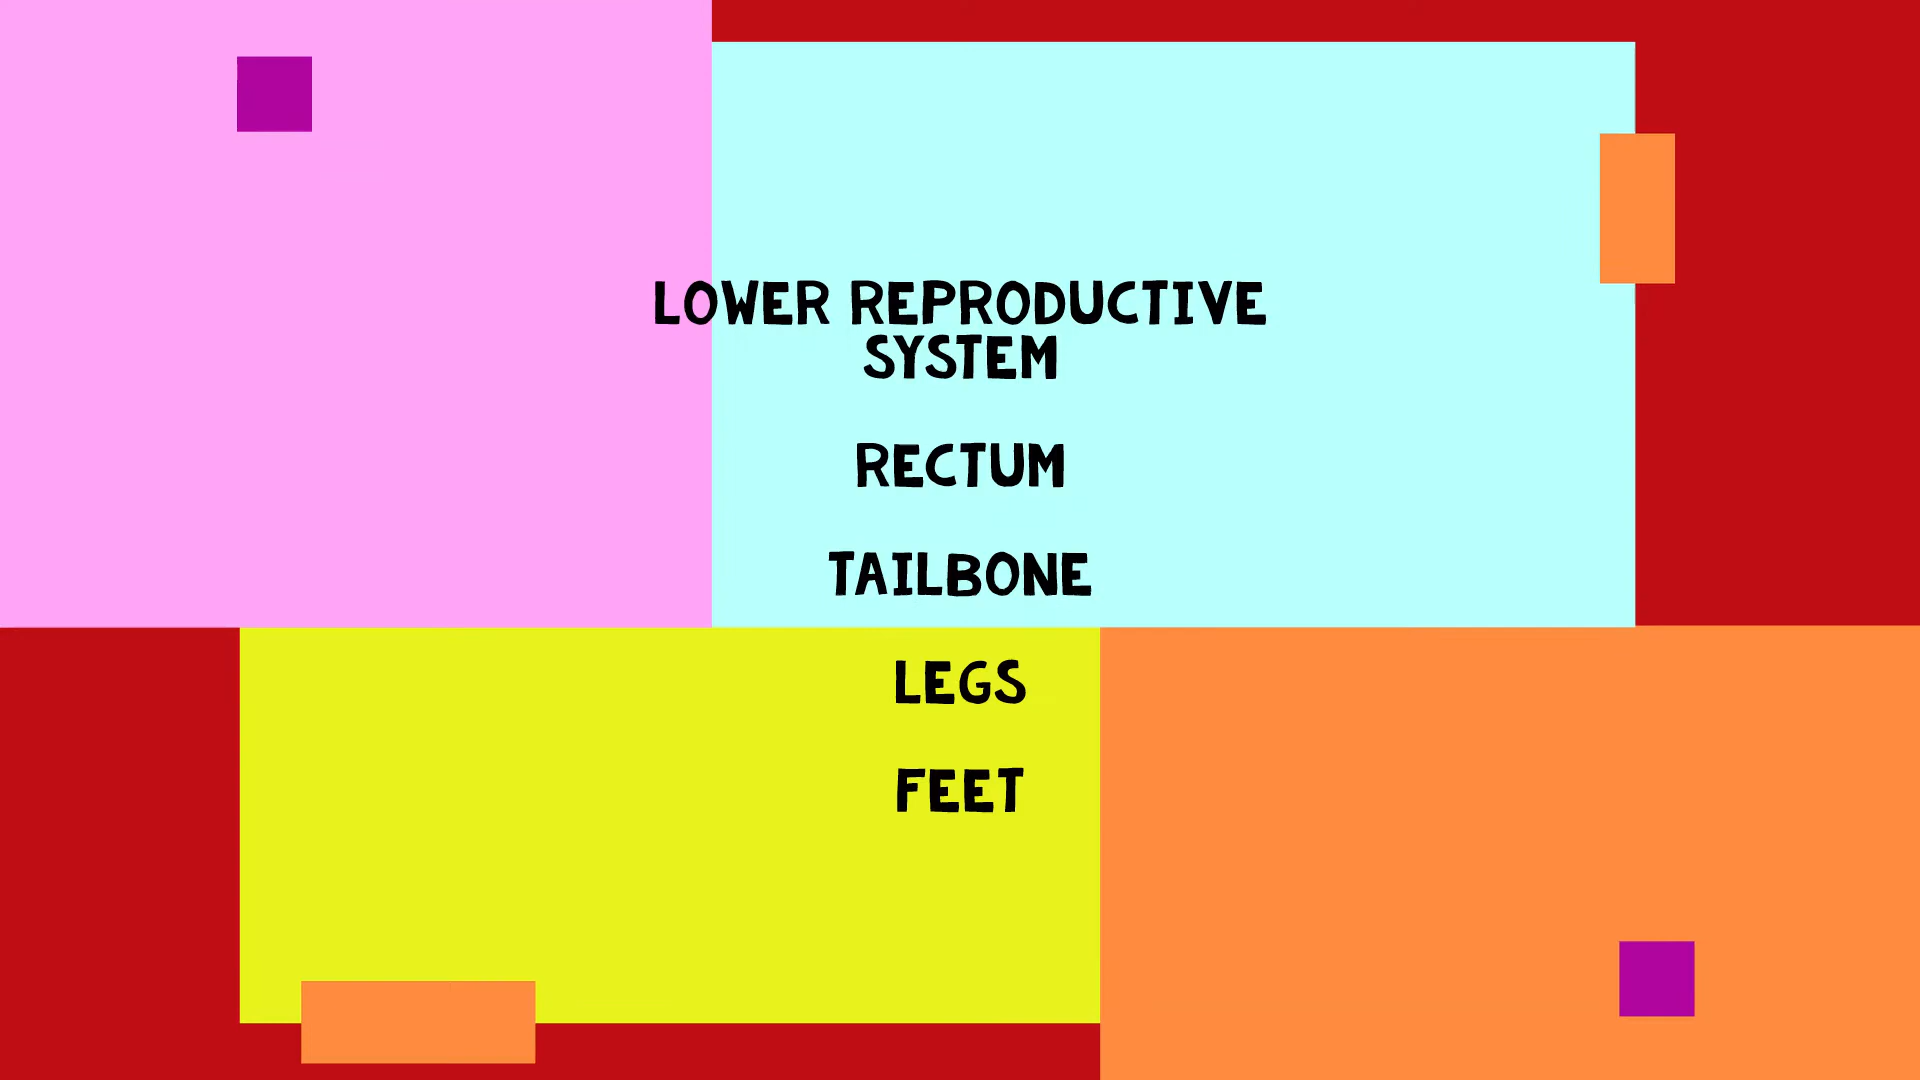 LOWER REPRODUCTIVE
SYSTEM
RECTUM
TAILBONE
LEGS
FEET